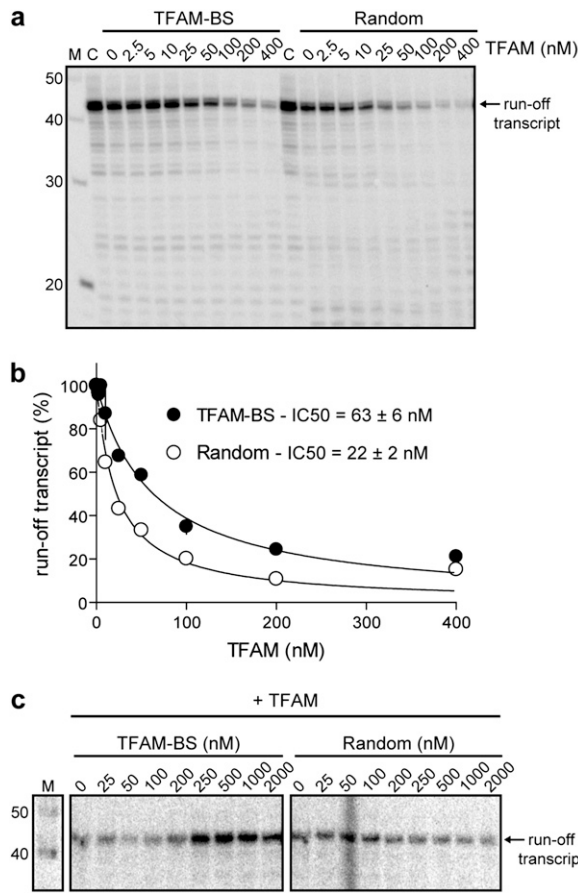 a
TFAM-BS Random
M C 0 2.5 5 10 25 50 100 200 400 C 0 2.5 5 10 25 50 100 200 400 TFAM (nM)
50
40
30
20
run-off
transcript
b
run-off transcript (%)
100
80
60
40
20
0
TFAM-BS - IC50 = 63 ± 6 nM
Random - IC50 = 22 ± 2 nM
0 100 200 300 400
TFAM (nM)
c
+ TFAM
TFAM-BS (nM) Random (nM)
M 0 25 50 100 200 250 500 1000 2000 0 25 50 100 200 250 500 1000 2000
50
40
run-off
transcript